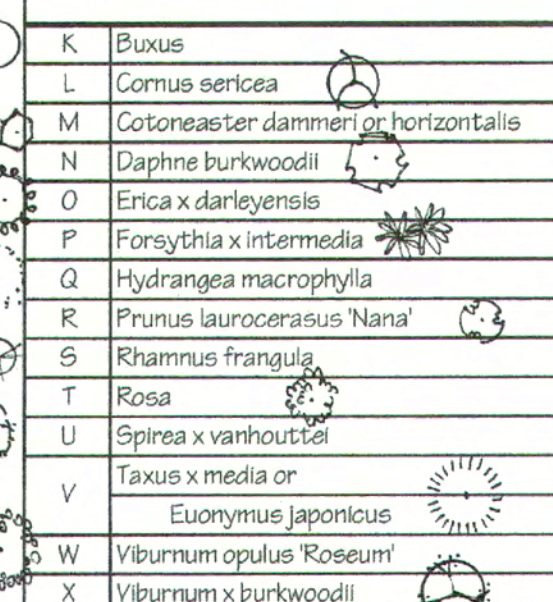 K Buxus
L Cornus sericea
M Cotoneaster dammeri or horizontalis
N Daphne burkwoodii
O Erica x darleyensis
P Forsythia x intermedia
Q Hydrangea macrophylla
R Prunus laurocerasus 'Nana'
S Rhamnus frangula
T Rosa
U Spirea x vanhouttei
V Taxus x media or
Euonymus japonicus
W Viburnum opulus 'Roseum'
X Viburnum x burkwoodii